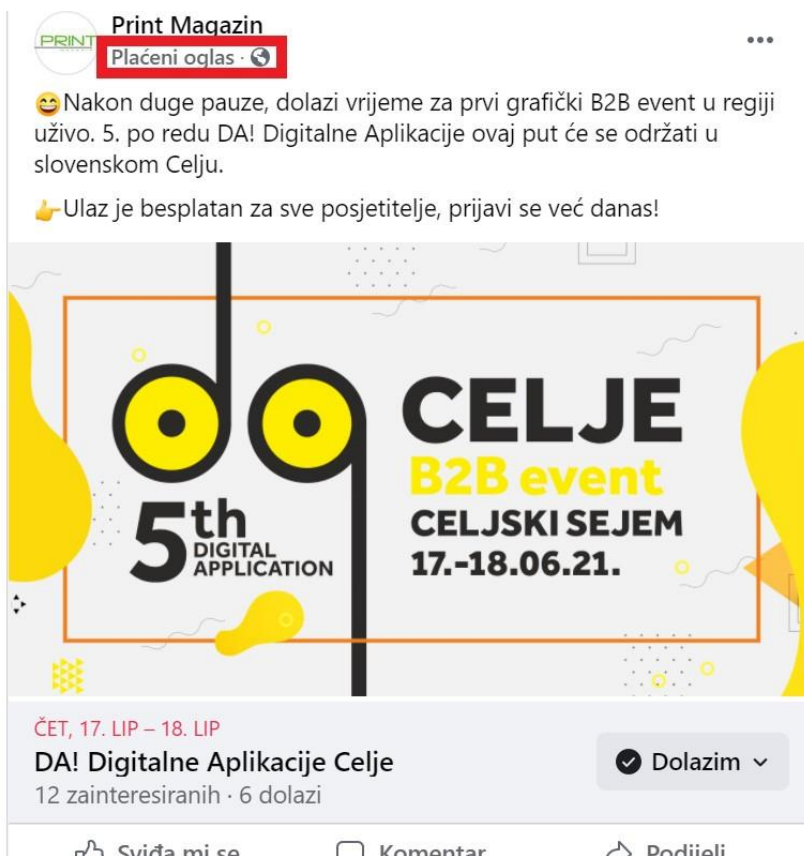 PRINT
Print Magazin
Plaćeni oglas ·
😄Nakon duge pauze, dolazi vrijeme za prvi grafički B2B event u regiji
uživo. 5. po redu DA! Digitalne Aplikacije ovaj put će se održati u
slovenskom Celju.
👉Ulaz je besplatan za sve posjetitelje, prijavi se već danas!
da
5th
DIGITAL
APPLICATION
CELJE
B2B event
CELJSKI SEJEM
17.-18.06.21.
ČET, 17. LIP – 18. LIP
DA! Digitalne Aplikacije Celje
12 zainteresiranih · 6 dolazi
Dolazim
Sviđa mi se
Komentar
Podijeli